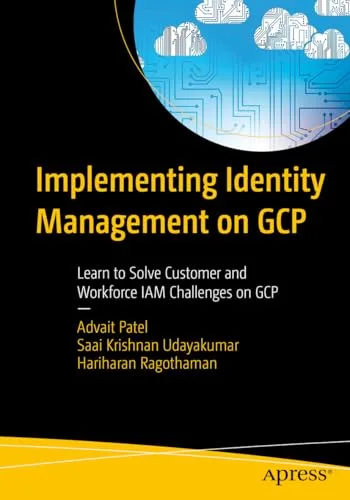 Implementing Identity
Management on GCP
Learn to Solve Customer and
Workforce IAM Challenges on GCP
Advait Patel
Saai Krishnan Udayakumar
Hariharan Ragothaman
Apress®